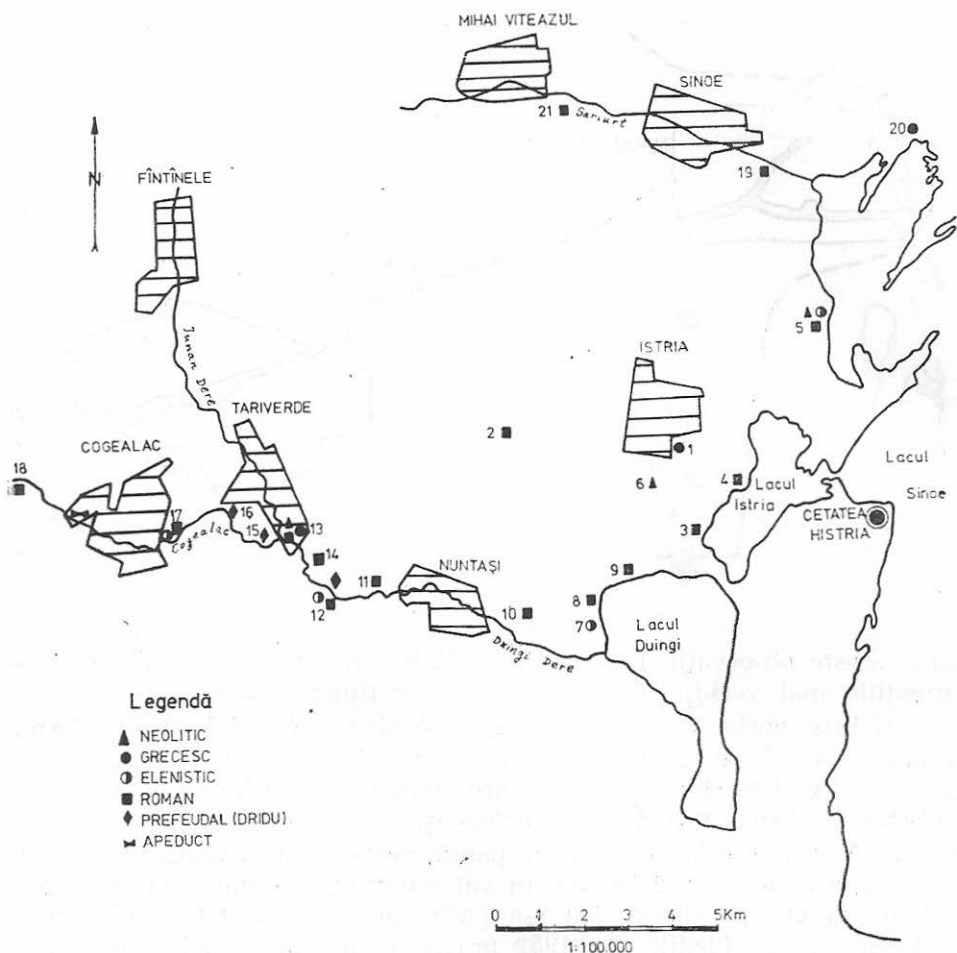 MIHAI VITEAZUL
SINOE
21
Sariurt
20
19
N
FÎNTÎNELE
Junan Dere
5
ISTRIA
TARIVERDE
COGEALAC
2
1
18
6
4
Lacul
Istria
Lacul
Sinoe
CETATEA
HISTRIA
17
16
15
13
Cogealac
3
14
NUNTAȘI
11
9
12
10
8
7
Lacul
Duingi
Duingi Dere
Legendă
NEOLITIC
GRECESC
ELENISTIC
ROMAN
PREFEUDAL (DRIDU)
APEDUCT
0 1 2 3 4 5Km
1:100.000